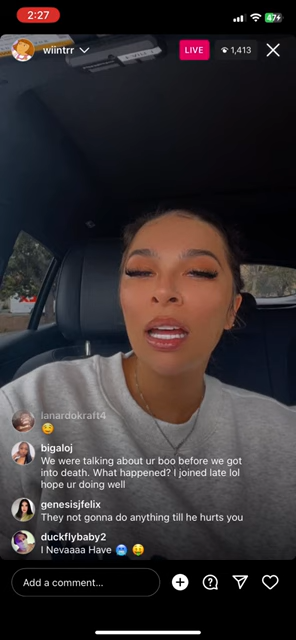 2:27
47
wiintrr
LIVE
1,413
lanardokraft4
bigaloj
We were talking about ur boo before we got
into death. What happened? I joined late lol
hope ur doing well
genesisjfelix
They not gonna do anything till he hurts you
duckflybaby2
I Nevaaaa Have 🥶 🤑
Add a comment...